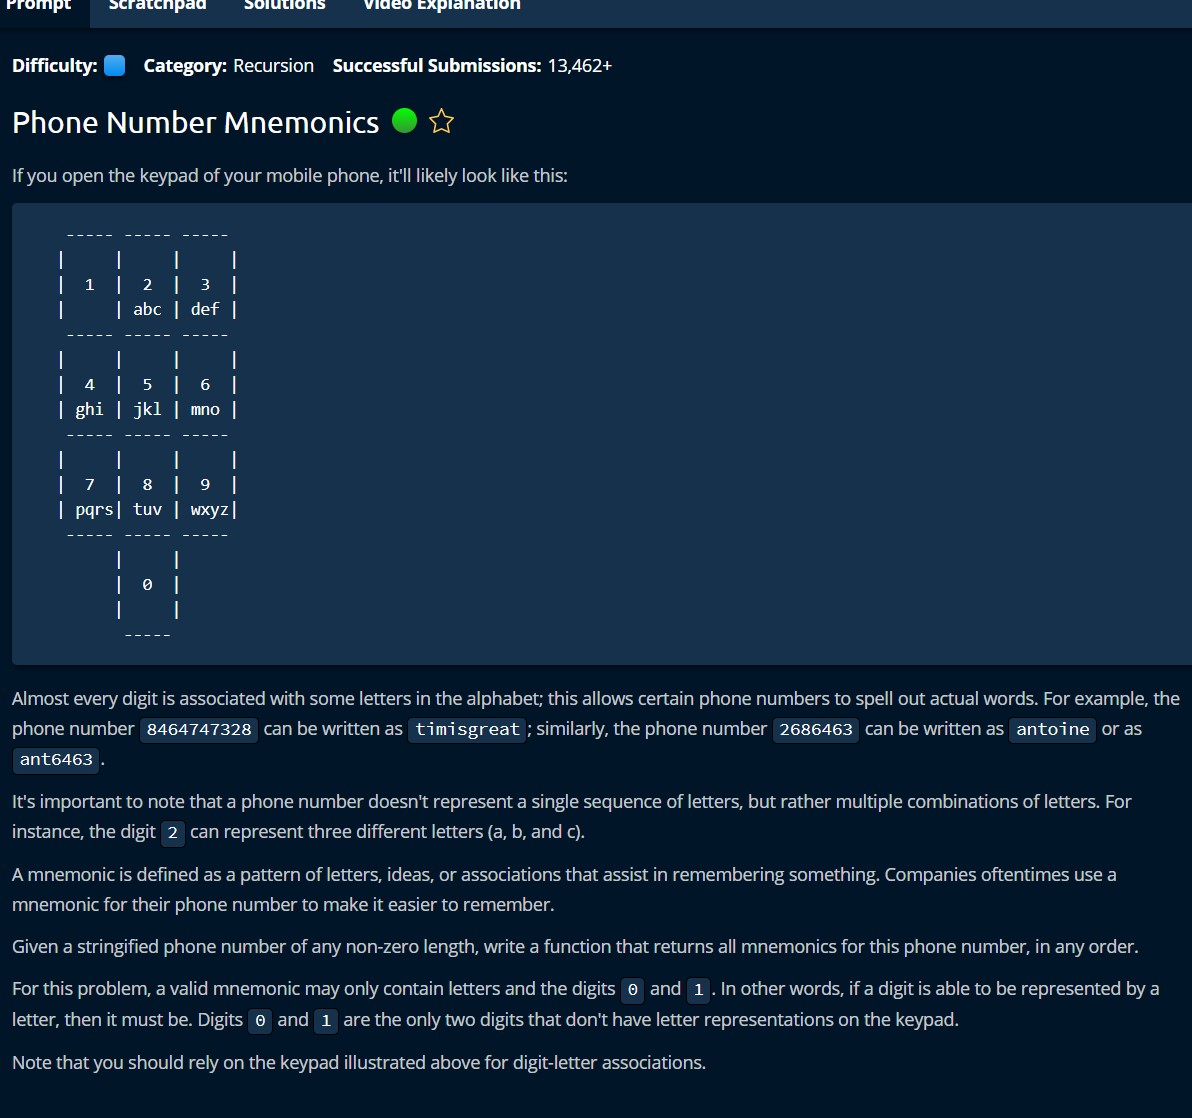 Prompt Scratchpad Solutions Video Explanation
Difficulty: Category: Recursion Successful Submissions: 13,462+
Phone Number Mnemonics
If you open the keypad of your mobile phone, it'll likely look like this:
 ----- ----- -----
|     |     |     |
|  1  |  2  |  3  |
|     | abc | def |
 ----- ----- -----
|     |     |     |
|  4  |  5  |  6  |
| ghi | jkl | mno |
 ----- ----- -----
|     |     |     |
|  7  |  8  |  9  |
| pqrs| tuv | wxyz|
 ----- ----- -----
      |     |
      |  0  |
      |     |
       -----
Almost every digit is associated with some letters in the alphabet; this allows certain phone numbers to spell out actual words. For example, the
phone number 8464747328 can be written as timisgreat; similarly, the phone number 2686463 can be written as antoine or as
ant6463.
It's important to note that a phone number doesn't represent a single sequence of letters, but rather multiple combinations of letters. For
instance, the digit 2 can represent three different letters (a, b, and c).
A mnemonic is defined as a pattern of letters, ideas, or associations that assist in remembering something. Companies oftentimes use a
mnemonic for their phone number to make it easier to remember.
Given a stringified phone number of any non-zero length, write a function that returns all mnemonics for this phone number, in any order.
For this problem, a valid mnemonic may only contain letters and the digits 0 and 1. In other words, if a digit is able to be represented by a
letter, then it must be. Digits 0 and 1 are the only two digits that don't have letter representations on the keypad.
Note that you should rely on the keypad illustrated above for digit-letter associations.